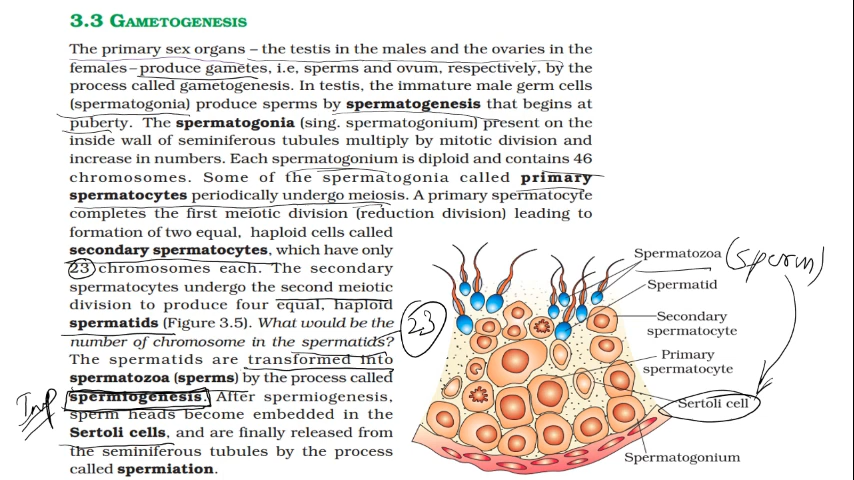 3.3 GAMETOGENESIS
The primary sex organs – the testis in the males and the ovaries in the
females–produce gametes, i.e, sperms and ovum, respectively, by the
process called gametogenesis. In testis, the immature male germ cells
(spermatogonia) produce sperms by spermatogenesis that begins at
puberty. The spermatogonia (sing. spermatogonium) present on the
inside wall of seminiferous tubules multiply by mitotic division and
increase in numbers. Each spermatogonium is diploid and contains 46
chromosomes. Some of the spermatogonia called primary
spermatocytes periodically undergo meiosis. A primary spermatocyte
completes the first meiotic division (reduction division) leading to
formation of two equal, haploid cells called
secondary spermatocytes, which have only
23 chromosomes each. The secondary
spermatocytes undergo the second meiotic
division to produce four equal, haploid
spermatids (Figure 3.5). What would be the
number of chromosome in the spermatids?
The spermatids are transformed into
spermatozoa (sperms) by the process called
spermiogenesis. After spermiogenesis,
sperm heads become embedded in the
Sertoli cells, and are finally released from
the seminiferous tubules by the process
called spermiation.
23
Imp
Spermatozoa (sperm)
Spermatid
Secondary
spermatocyte
Primary
spermatocyte
Sertoli cell
Spermatogonium